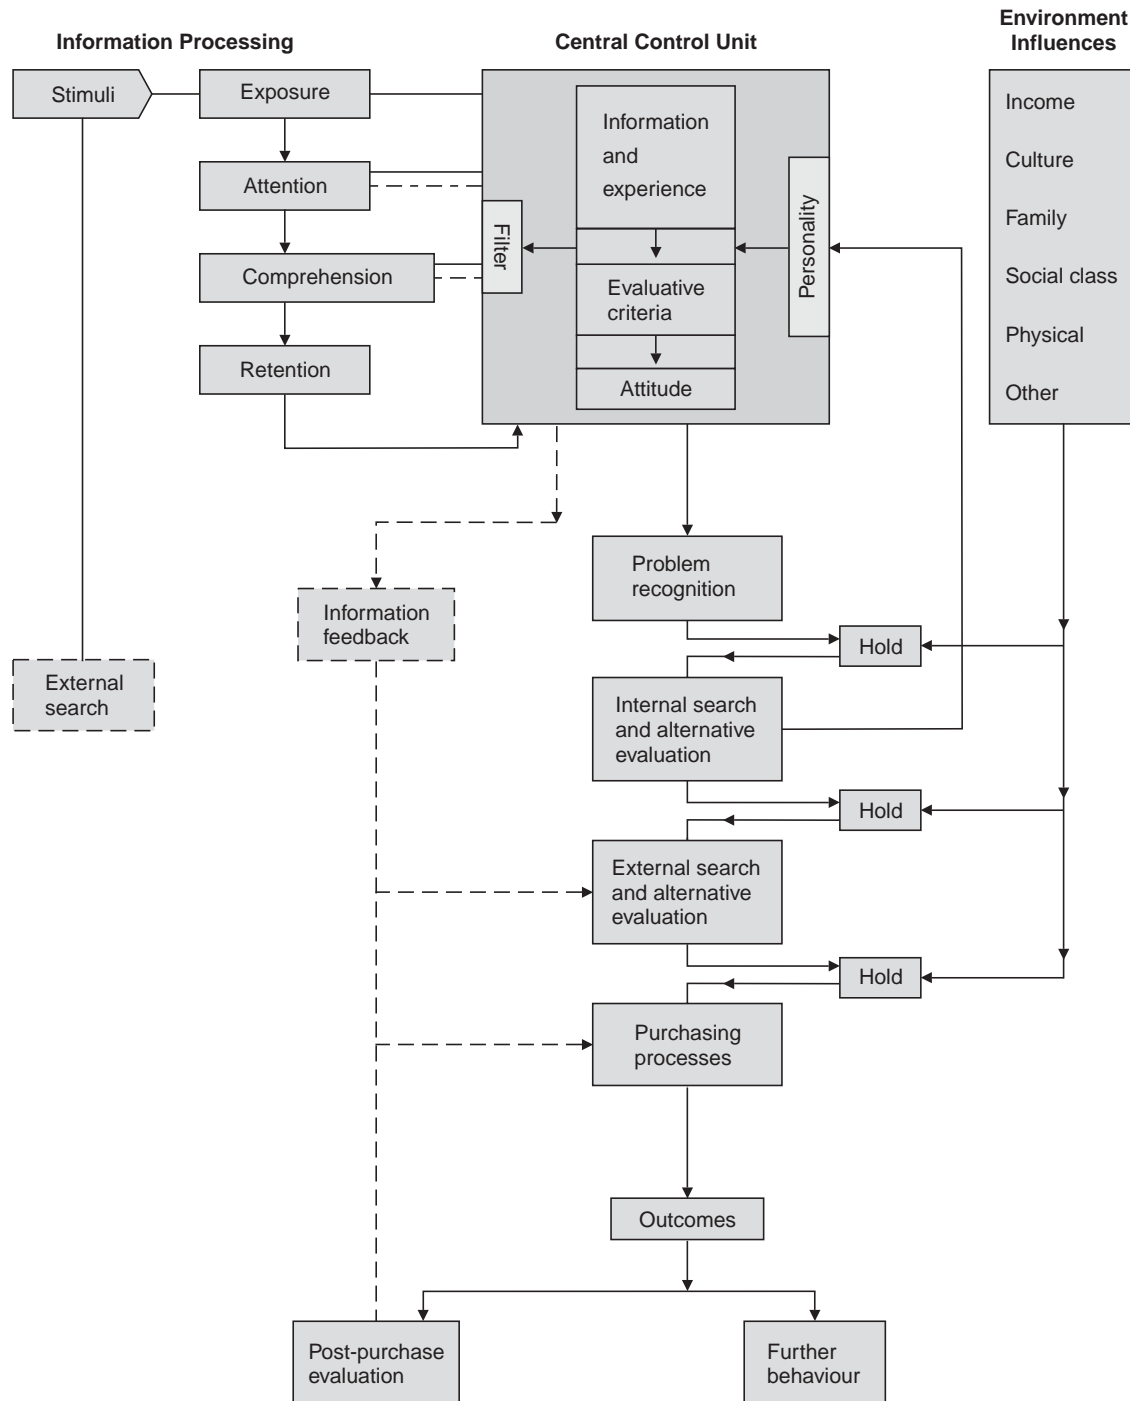 Information Processing
Central Control Unit
Environment
Influences
Stimuli
Exposure
Attention
Comprehension
Retention
Filter
Information
and
experience
Evaluative
criteria
Attitude
Personality
Income
Culture
Family
Social class
Physical
Other
External
search
Information
feedback
Problem
recognition
Hold
Internal search
and alternative
evaluation
Hold
External search
and alternative
evaluation
Hold
Purchasing
processes
Outcomes
Post-purchase
evaluation
Further
behaviour